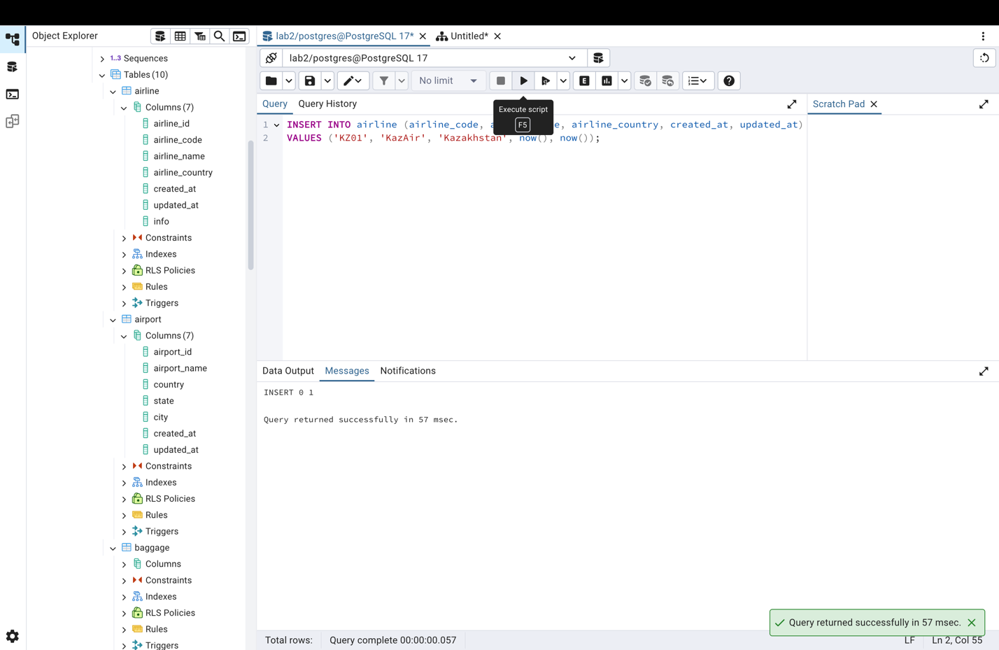 Object Explorer
1..3 Sequences
Tables (10)
airline
Columns (7)
airline_id
airline_code
airline_name
airline_country
created_at
updated_at
info
Constraints
Indexes
RLS Policies
Rules
Triggers
airport
Columns (7)
airport_id
airport_name
country
state
city
created_at
updated_at
Constraints
Indexes
RLS Policies
Rules
Triggers
baggage
Columns
Constraints
Indexes
RLS Policies
Rules
Triggers
lab2/postgres@PostgreSQL 17*
Untitled*
lab2/postgres@PostgreSQL 17
No limit
E
Query
Query History
Execute script
F5
Scratch Pad
1 INSERT INTO airline (airline_code, a e, airline_country, created_at, updated_at)
2 VALUES ('KZ01', 'KazAir', 'Kazakhstan', now(), now());
Data Output
Messages
Notifications
INSERT 0 1
Query returned successfully in 57 msec.
Query returned successfully in 57 msec.
Total rows:
Query complete 00:00:00.057
LF
Ln 2, Col 55